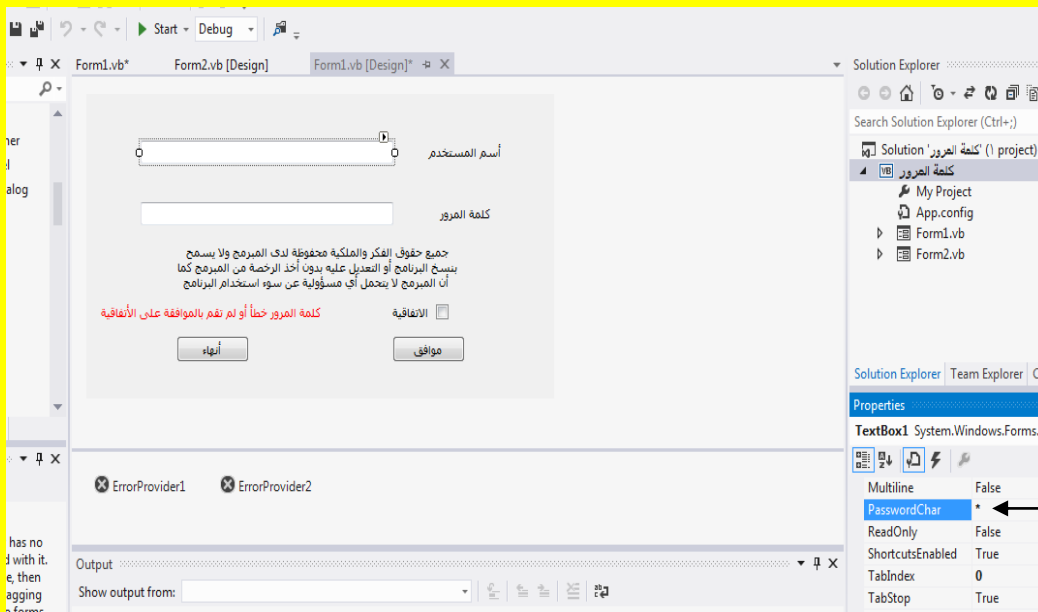 Start
Debug
Form1.vb*
Form2.vb [Design]
Form1.vb [Design]*
أسم المستخدم
كلمة المرور
جميع حقوق الفكر والملكية محفوظة لدى المبرمج ولا يسمح
بنسخ البرنامج أو التعديل عليه بدون أخذ الرخصة من المبرمج كما
أن المبرمج لا يتحمل أي مسؤولية عن سوء استخدام البرنامج
الاتفاقية
كلمة المرور خطأ أو لم تقم بالموافقة على الأتفاقية
موافق
أنهاء
ErrorProvider1 ErrorProvider2
Output
Show output from:
has no
with it.
e, then
agging
alog
Solution Explorer
Search Solution Explorer (Ctrl+;)
Solution 'كلمة المرور' (١ project)
كلمة المرور
VB
My Project
App.config
Form1.vb
Form2.vb
Solution Explorer Team Explorer
Properties
TextBox1 System.Windows.Forms.
Multiline False
PasswordChar *
ReadOnly False
ShortcutsEnabled True
TabIndex 0
TabStop True